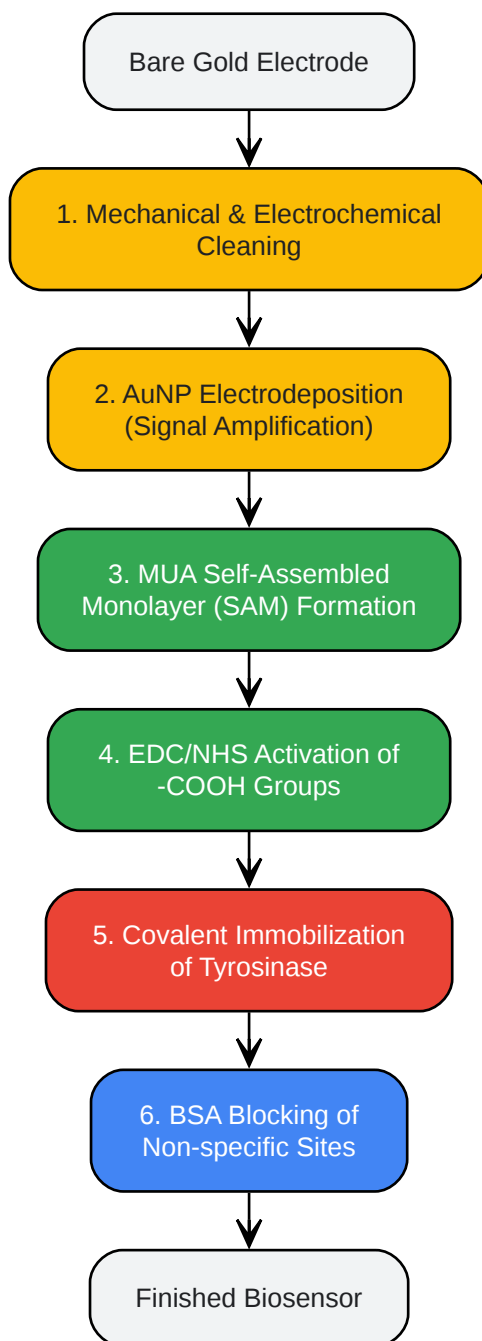 Bare Gold Electrode
1. Mechanical & Electrochemical
Cleaning
2. AuNP Electrodeposition
(Signal Amplification)
3. MUA Self-Assembled
Monolayer (SAM) Formation
4. EDC/NHS Activation of
-COOH Groups
5. Covalent Immobilization
of Tyrosinase
6. BSA Blocking of
Non-specific Sites
Finished Biosensor